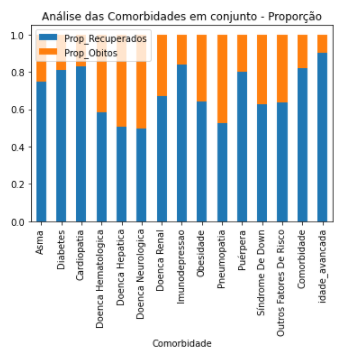 Análise das Comorbidades em conjunto - Proporção
Prop_Recuperados
Prop_Obitos
1.0
0.8
0.6
0.4
0.2
0.0
Asma
Diabetes
Cardiopatia
Doenca Hematologica
Doenca Hepatica
Doenca Neurologica
Doenca Renal
Imunodepressao
Obesidade
Pneumopatia
Puérpera
Síndrome De Down
Outros Fatores De Risco
Comorbidade
idade_avancada
Comorbidade